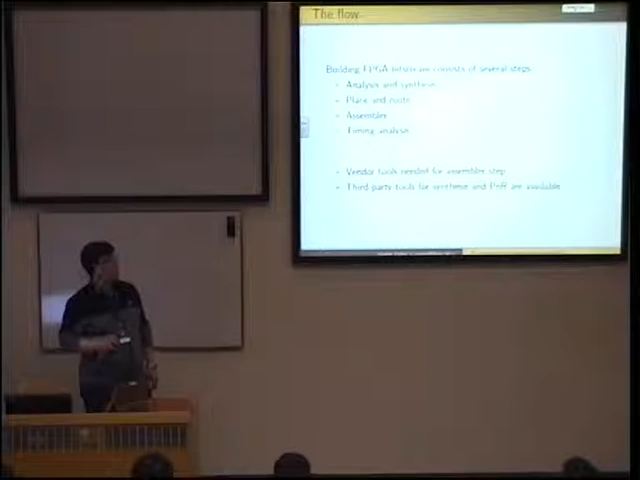 The flow
Building FPGA bitstream consists of several steps
Analysis and synthesis
Place and route
Assembler
Timing analysis
Vendor tools needed for assembler step
Third party tools for synthesis and PnR are available